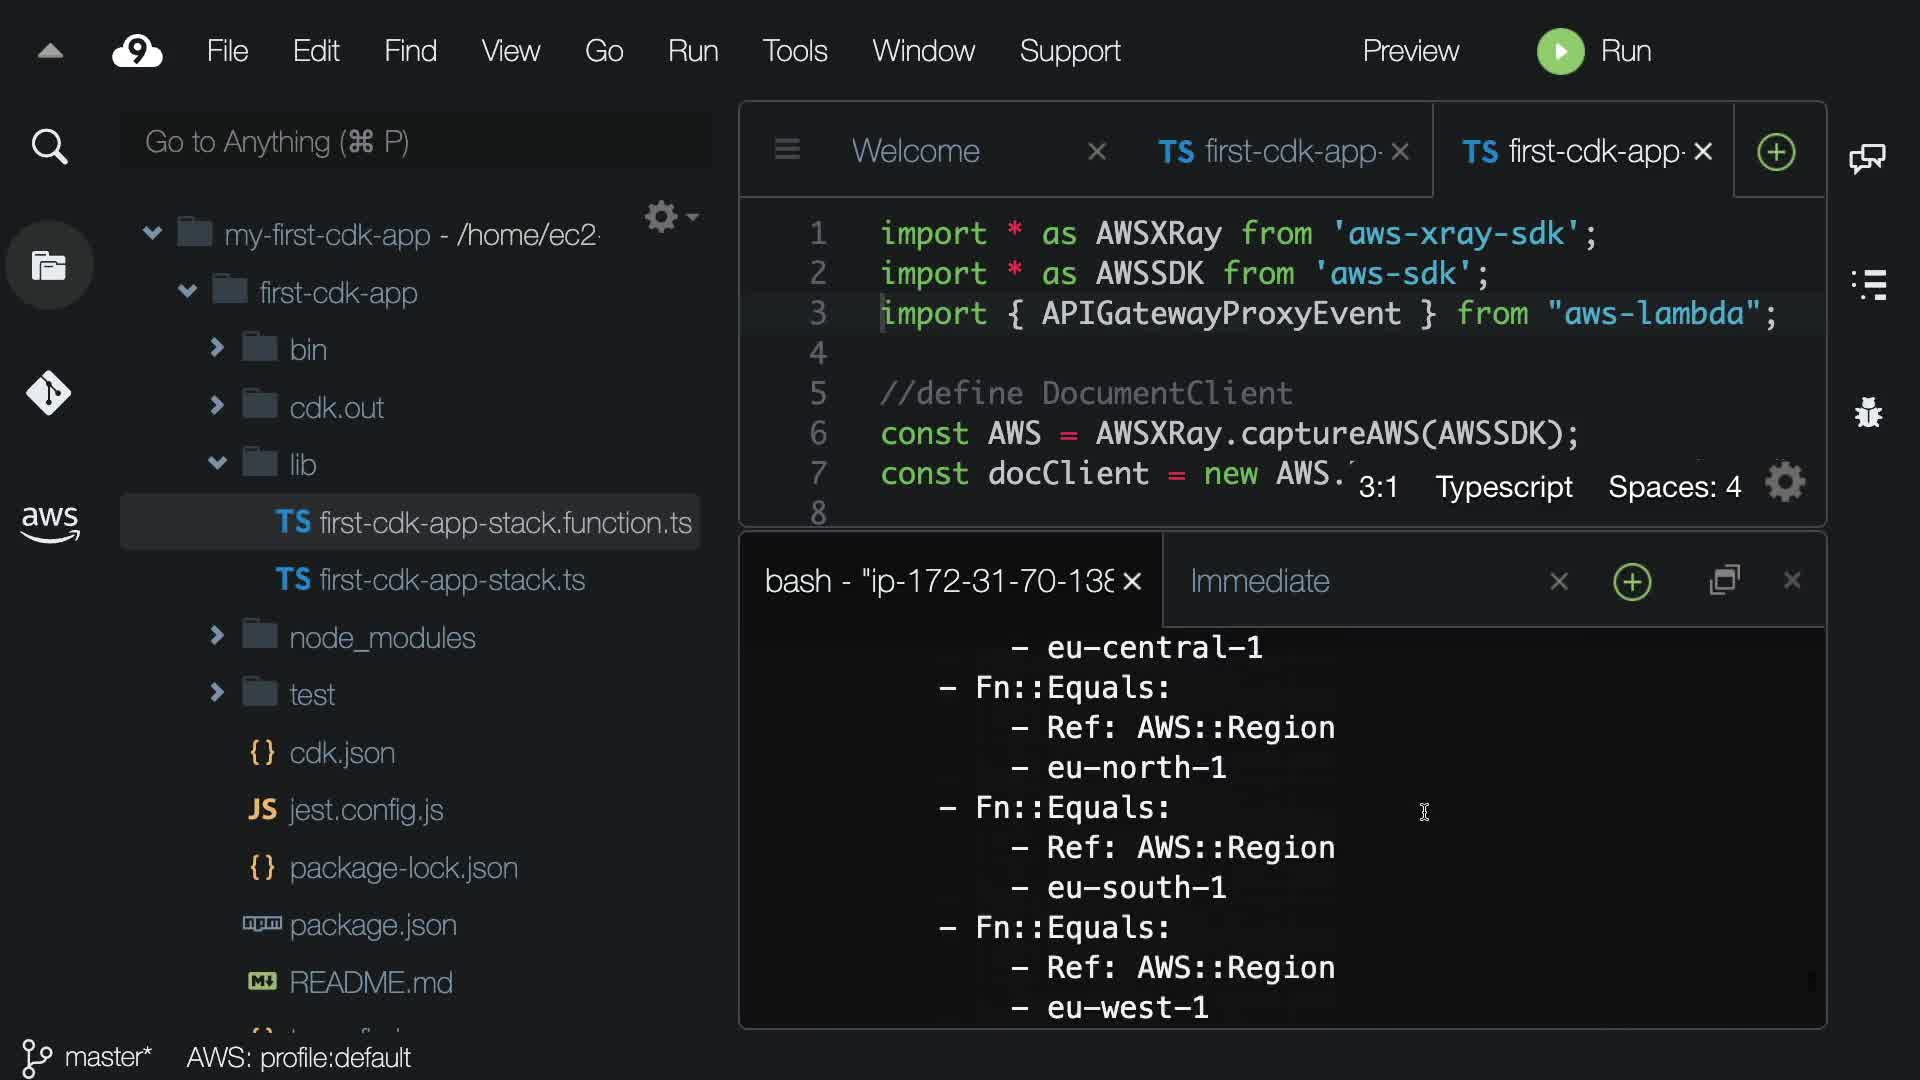 9 File Edit Find View Go Run Tools Window Support Preview Run
Go to Anything (⌘ P)
my-first-cdk-app - /home/ec2-
first-cdk-app
bin
cdk.out
lib
TS first-cdk-app-stack.function.ts
TS first-cdk-app-stack.ts
node_modules
test
{} cdk.json
JS jest.config.js
{} package-lock.json
package.json
M README.md
aws
master* AWS: profile:default
Welcome TS first-cdk-app- TS first-cdk-app-
1 import * as AWSXRay from 'aws-xray-sdk';
2 import * as AWSSDK from 'aws-sdk';
3 import { APIGatewayProxyEvent } from "aws-lambda";
4
5 //define DocumentClient
6 const AWS = AWSXRay.captureAWS(AWSSDK);
7 const docClient = new AWS.
8
3:1 Typescript Spaces: 4
bash - "ip-172-31-70-138 Immediate
- eu-central-1
- Fn::Equals:
- Ref: AWS::Region
- eu-north-1
- Fn::Equals:
- Ref: AWS::Region
- eu-south-1
- Fn::Equals:
- Ref: AWS::Region
- eu-west-1